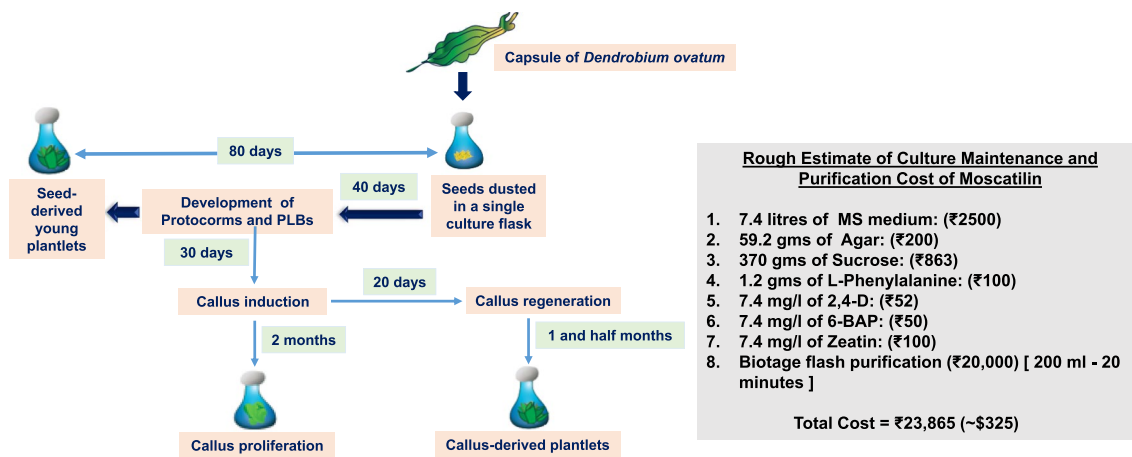 Capsule of Dendrobium ovatum
80 days
40 days
Seed-
derived
young
plantlets
Development of
Protocorms and PLBs
Seeds dusted
in a single
culture flask
30 days
20 days
Callus induction
Callus regeneration
2 months
1 and half months
Callus proliferation
Callus-derived plantlets
Rough Estimate of Culture Maintenance and
Purification Cost of Moscatilin
1. 7.4 litres of MS medium: (₹2500)
2. 59.2 gms of Agar: (₹200)
3. 370 gms of Sucrose: (₹863)
4. 1.2 gms of L-Phenylalanine: (₹100)
5. 7.4 mg/l of 2,4-D: (₹52)
6. 7.4 mg/l of 6-BAP: (₹50)
7. 7.4 mg/l of Zeatin: (₹100)
8. Biotage flash purification (₹20,000) [ 200 ml - 20
minutes ]
Total Cost = ₹23,865 (~$325)